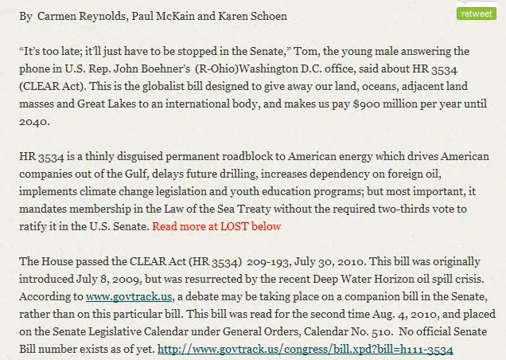 retweet
By Carmen Reynolds, Paul McKain and Karen Schoen
“It’s too late; it’ll just have to be stopped in the Senate,” Tom, the young male answering the
phone in U.S. Rep. John Boehner’s (R-Ohio)Washington D.C. office, said about HR 3534
(CLEAR Act). This is the globalist bill designed to give away our land, oceans, adjacent land
masses and Great Lakes to an international body, and makes us pay $900 million per year until
2040.
HR 3534 is a thinly disguised permanent roadblock to American energy which drives American
companies out of the Gulf, delays future drilling, increases dependency on foreign oil,
implements climate change legislation and youth education programs; but most important, it
mandates membership in the Law of the Sea Treaty without the required two-thirds vote to
ratify it in the U.S. Senate. Read more at LOST below
The House passed the CLEAR Act (HR 3534) 209-193, July 30, 2010. This bill was originally
introduced July 8, 2009, but was resurrected by the recent Deep Water Horizon oil spill crisis.
According to www.govtrack.us, a debate may be taking place on a companion bill in the Senate,
rather than on this particular bill. This bill was read for the second time Aug. 4, 2010, and placed
on the Senate Legislative Calendar under General Orders, Calendar No. 510. No official Senate
Bill number exists as of yet. http://www.govtrack.us/congress/bill.xpd?bill=h111-3534